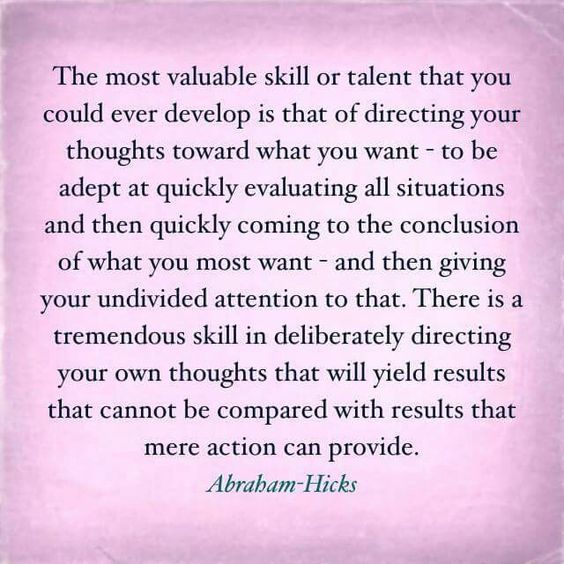 The most valuable skill or talent that you
could ever develop is that of directing your
thoughts toward what you want - to be
adept at quickly evaluating all situations
and then quickly coming to the conclusion
of what you most want - and then giving
your undivided attention to that. There is a
tremendous skill in deliberately directing
your own thoughts that will yield results
that cannot be compared with results that
mere action can provide.
Abraham-Hicks